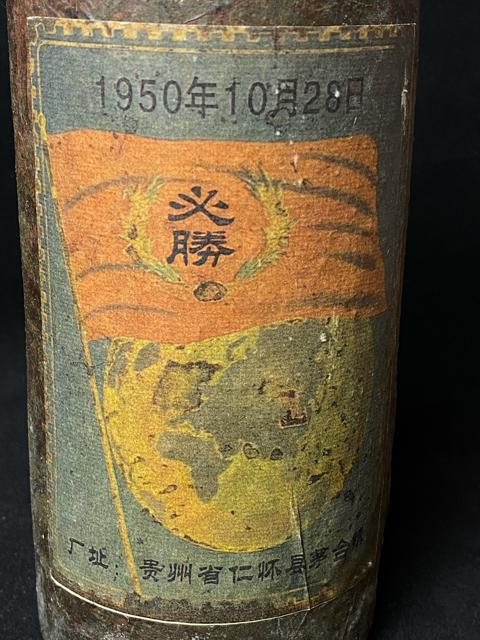 1950年10月28日
必
勝
厂址：贵州省仁怀县茅台镇